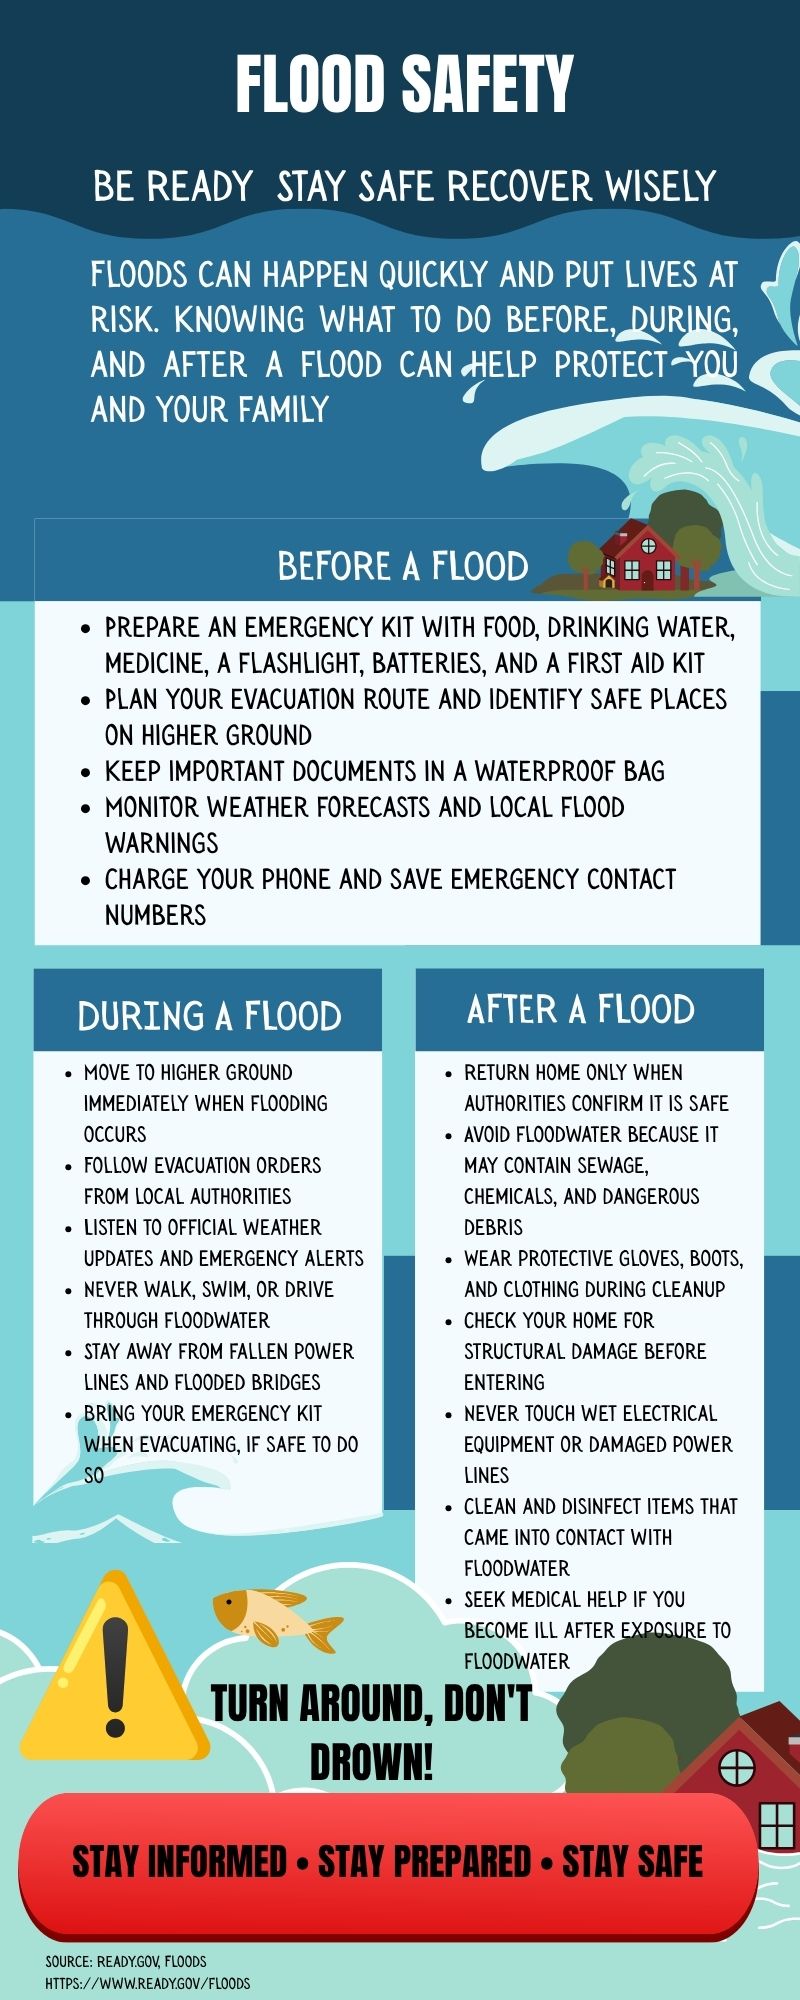 FLOOD SAFETY
BE READY  STAY SAFE RECOVER WISELY
FLOODS CAN HAPPEN QUICKLY AND PUT LIVES AT
RISK. KNOWING WHAT TO DO BEFORE, DURING,
AND AFTER A FLOOD CAN HELP PROTECT YOU
AND YOUR FAMILY
BEFORE A FLOOD
• PREPARE AN EMERGENCY KIT WITH FOOD, DRINKING WATER,
MEDICINE, A FLASHLIGHT, BATTERIES, AND A FIRST AID KIT
• PLAN YOUR EVACUATION ROUTE AND IDENTIFY SAFE PLACES
ON HIGHER GROUND
• KEEP IMPORTANT DOCUMENTS IN A WATERPROOF BAG
• MONITOR WEATHER FORECASTS AND LOCAL FLOOD
WARNINGS
• CHARGE YOUR PHONE AND SAVE EMERGENCY CONTACT
NUMBERS
DURING A FLOOD
• MOVE TO HIGHER GROUND
IMMEDIATELY WHEN FLOODING
OCCURS
• FOLLOW EVACUATION ORDERS
FROM LOCAL AUTHORITIES
• LISTEN TO OFFICIAL WEATHER
UPDATES AND EMERGENCY ALERTS
• NEVER WALK, SWIM, OR DRIVE
THROUGH FLOODWATER
• STAY AWAY FROM FALLEN POWER
LINES AND FLOODED BRIDGES
• BRING YOUR EMERGENCY KIT
WHEN EVACUATING, IF SAFE TO DO
SO
AFTER A FLOOD
• RETURN HOME ONLY WHEN
AUTHORITIES CONFIRM IT IS SAFE
• AVOID FLOODWATER BECAUSE IT
MAY CONTAIN SEWAGE,
CHEMICALS, AND DANGEROUS
DEBRIS
• WEAR PROTECTIVE GLOVES, BOOTS,
AND CLOTHING DURING CLEANUP
• CHECK YOUR HOME FOR
STRUCTURAL DAMAGE BEFORE
ENTERING
• NEVER TOUCH WET ELECTRICAL
EQUIPMENT OR DAMAGED POWER
LINES
• CLEAN AND DISINFECT ITEMS THAT
CAME INTO CONTACT WITH
FLOODWATER
• SEEK MEDICAL HELP IF YOU
BECOME ILL AFTER EXPOSURE TO
FLOODWATER
TURN AROUND, DON'T
DROWN!
STAY INFORMED • STAY PREPARED • STAY SAFE
SOURCE: READY.GOV, FLOODS
HTTPS://WWW.READY.GOV/FLOODS